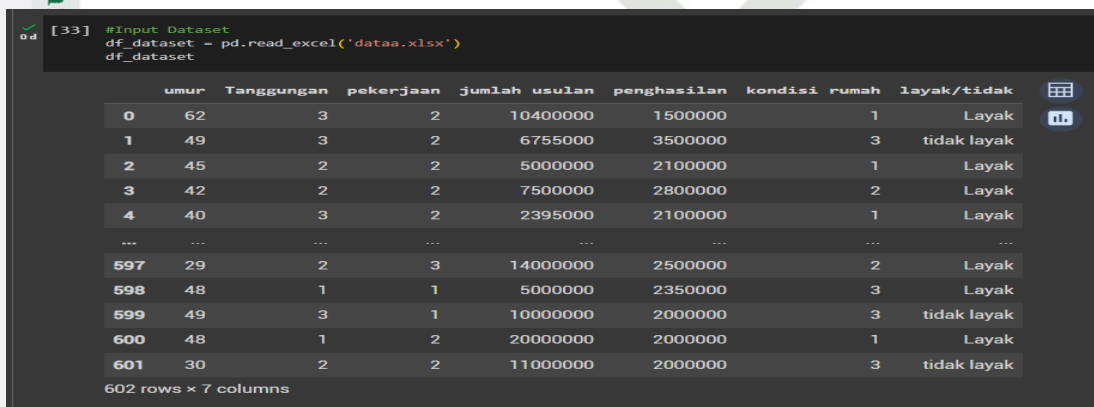 [33] #Input Dataset
0 d df_dataset = pd.read_excel('dataa.xlsx')
df_dataset
umur Tanggungan pekerjaan jumlah usulan penghasilan kondisi rumah layak/tidak
0 62 3 2 10400000 1500000 1 Layak
1 49 3 2 6755000 3500000 3 tidak layak
2 45 2 2 5000000 2100000 1 Layak
3 42 2 2 7500000 2800000 2 Layak
4 40 3 2 2395000 2100000 1 Layak
... ... ... ... ... ... ... ...
597 29 2 3 14000000 2500000 2 Layak
598 48 1 1 5000000 2350000 3 Layak
599 49 3 1 10000000 2000000 3 tidak layak
600 48 1 2 20000000 2000000 1 Layak
601 30 2 2 11000000 2000000 3 tidak layak
602 rows × 7 columns